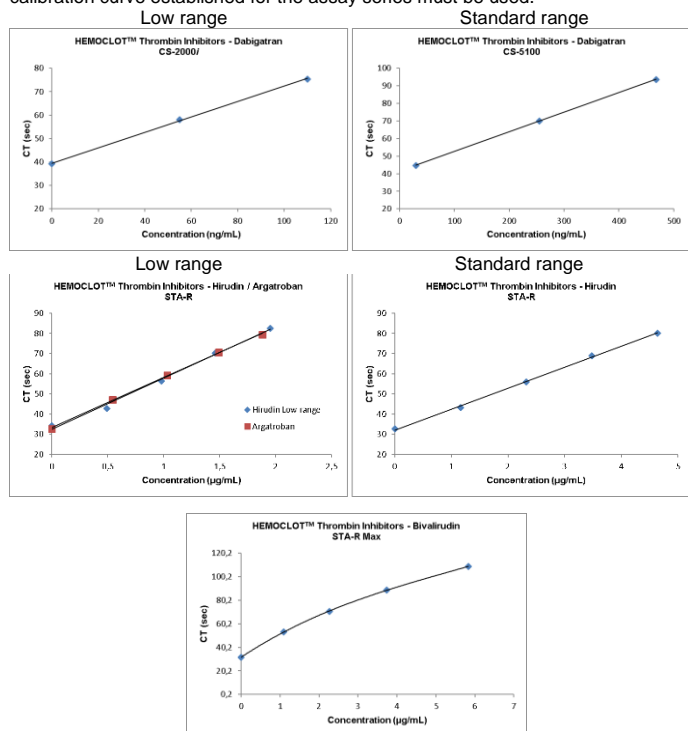 calibration curve established for the assay series must be used.
Low range
Standard range
HEMOCLOT™ Thrombin Inhibitors - Dabigatran
CS-2000i
80
70
60
50
40
30
20
CT (sec)
0 20 40 60 80 100 120
Concentration (ng/mL)
HEMOCLOT™ Thrombin Inhibitors - Dabigatran
CS-5100
100
90
80
70
60
50
40
30
20
CT (sec)
0 100 200 300 400 500
Concentration (ng/mL)
Low range
Standard range
HEMOCLOT™ Thrombin Inhibitors - Hirudin / Argatroban
STA-R
90
80
70
60
50
40
30
20
CT (sec)
Hirudin Low range
Argatroban
0 0,5 1 1,5 2 2,5
Concentration (µg/mL)
HEMOCLOT™ Thrombin Inhibitors - Hirudin
STA-R
90
80
70
60
50
40
30
20
CT (sec)
0 1 2 3 4 5
Concentration (µg/mL)
HEMOCLOT™ Thrombin Inhibitors - Bivalirudin
STA-R Max
120,2
100,2
80,2
60,2
40,2
20,2
0,2
CT (sec)
0 1 2 3 4 5 6 7
Concentration (µg/mL)